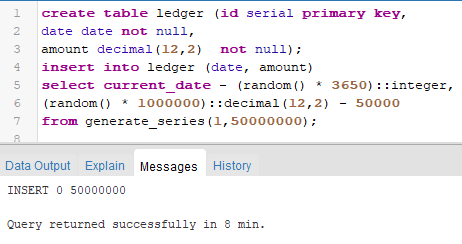 1 create table ledger (id serial primary key,
2 date date not null,
3 amount decimal(12,2)  not null);
4 insert into ledger (date, amount)
5 select current_date - (random() * 3650)::integer,
6 (random() * 1000000)::decimal(12,2) - 50000
7 from generate_series(1,50000000);
8
Data Output Explain Messages History
INSERT 0 50000000
Query returned successfully in 8 min.